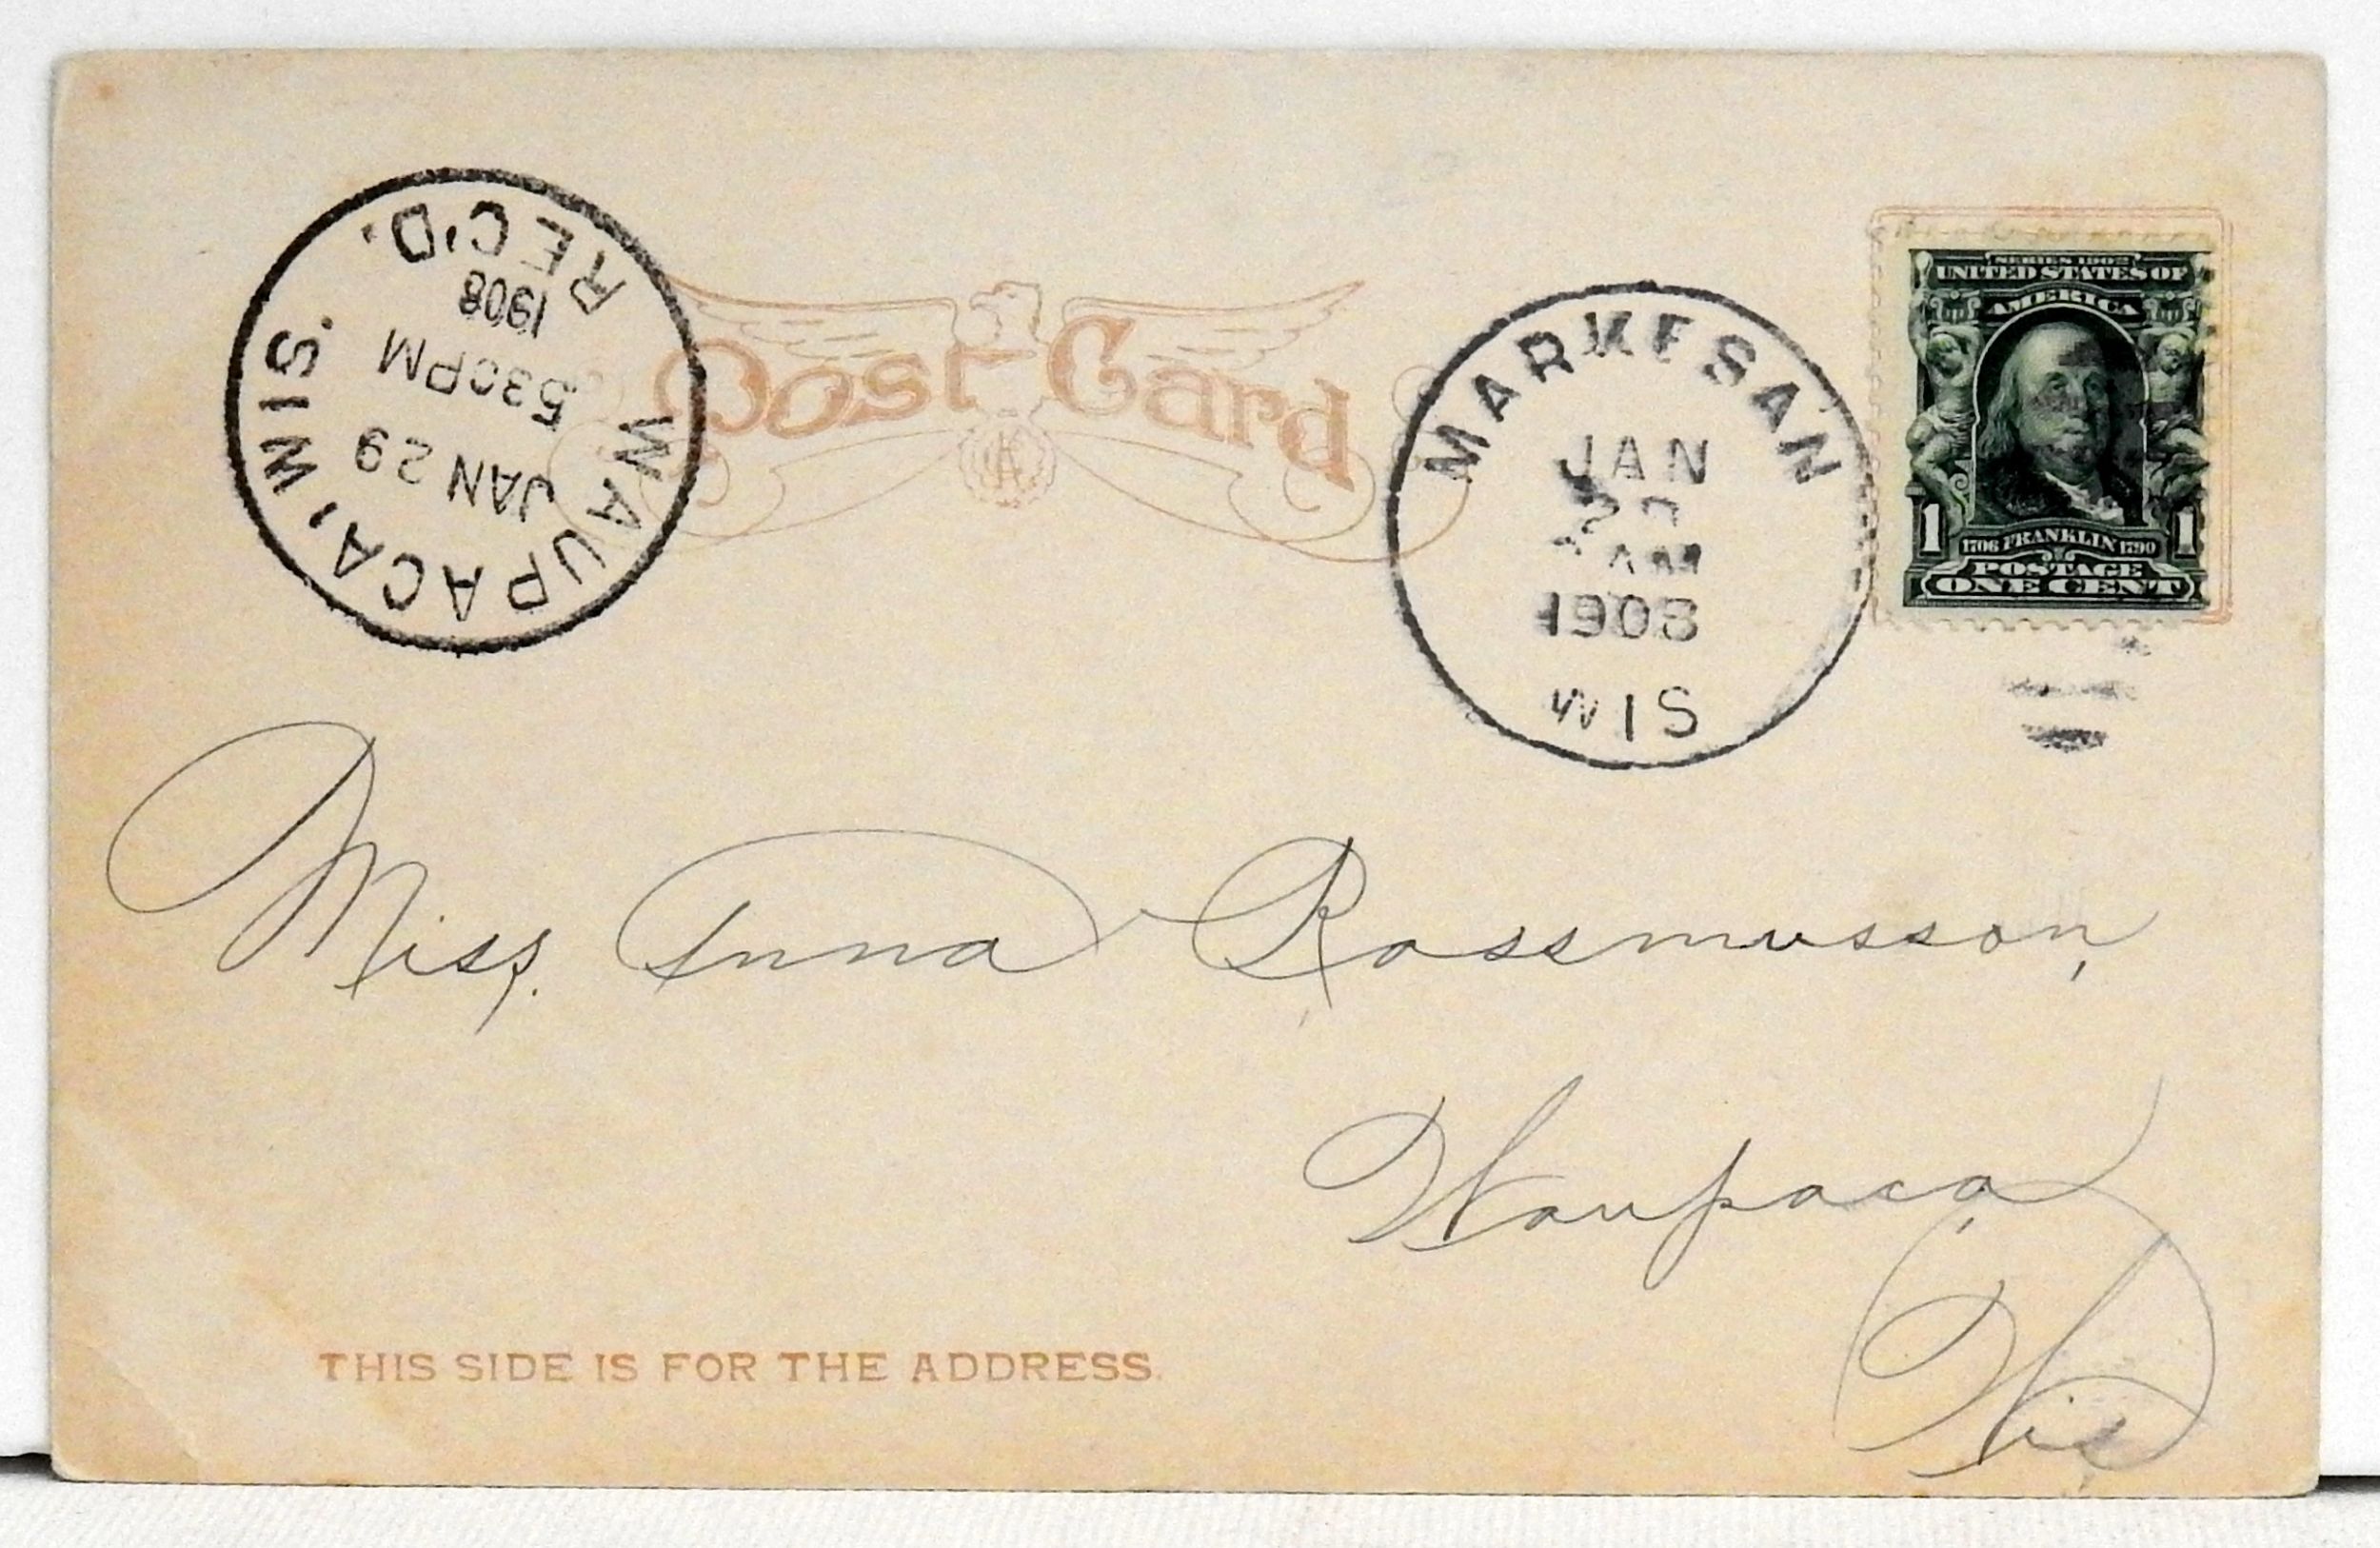 WAUPACA, WIS.
JAN 29
530PM
1908
REC'D.
Post Card
MARKESAN
JAN
AM
1908
WIS
SERIES 1902
UNITED STATES OF
AMERICA
1 1706 FRANKLIN 1790 1
POSTAGE
ONE CENT
Miss. Anna Rassmusson,
Waupaca,
Wis
THIS SIDE IS FOR THE ADDRESS.